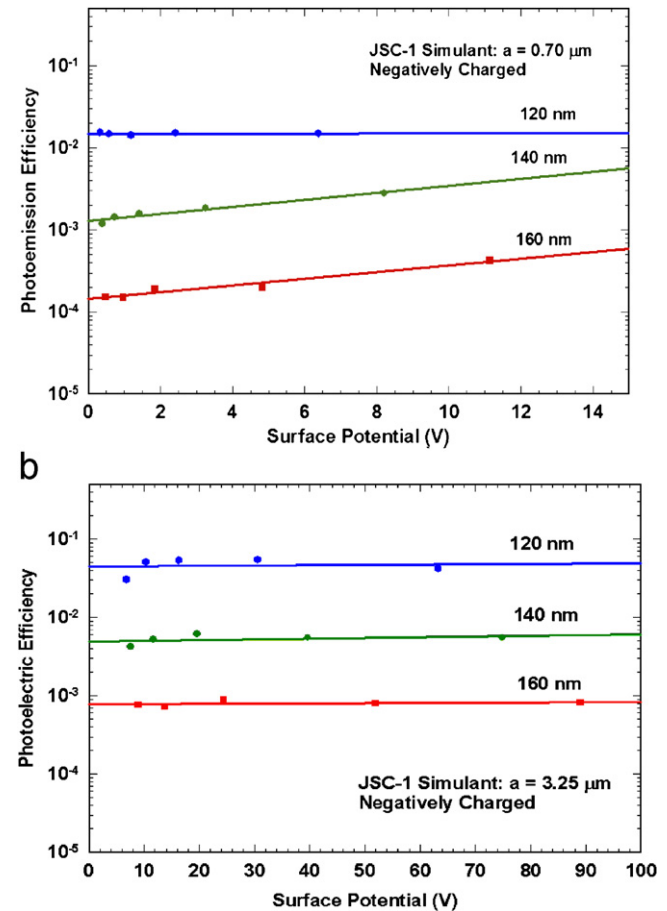 JSC-1 Simulant: a = 0.70 μm
Negatively Charged
10⁻¹
120 nm
10⁻²
140 nm
10⁻³
160 nm
10⁻⁴
10⁻⁵
Photoemission Efficiency
0 2 4 6 8 10 12 14
Surface Potential (V)
b
10⁻¹
120 nm
10⁻²
140 nm
10⁻³
160 nm
10⁻⁴
JSC-1 Simulant: a = 3.25 μm
Negatively Charged
10⁻⁵
Photoelectric Efficiency
0 10 20 30 40 50 60 70 80 90 100
Surface Potential (V)